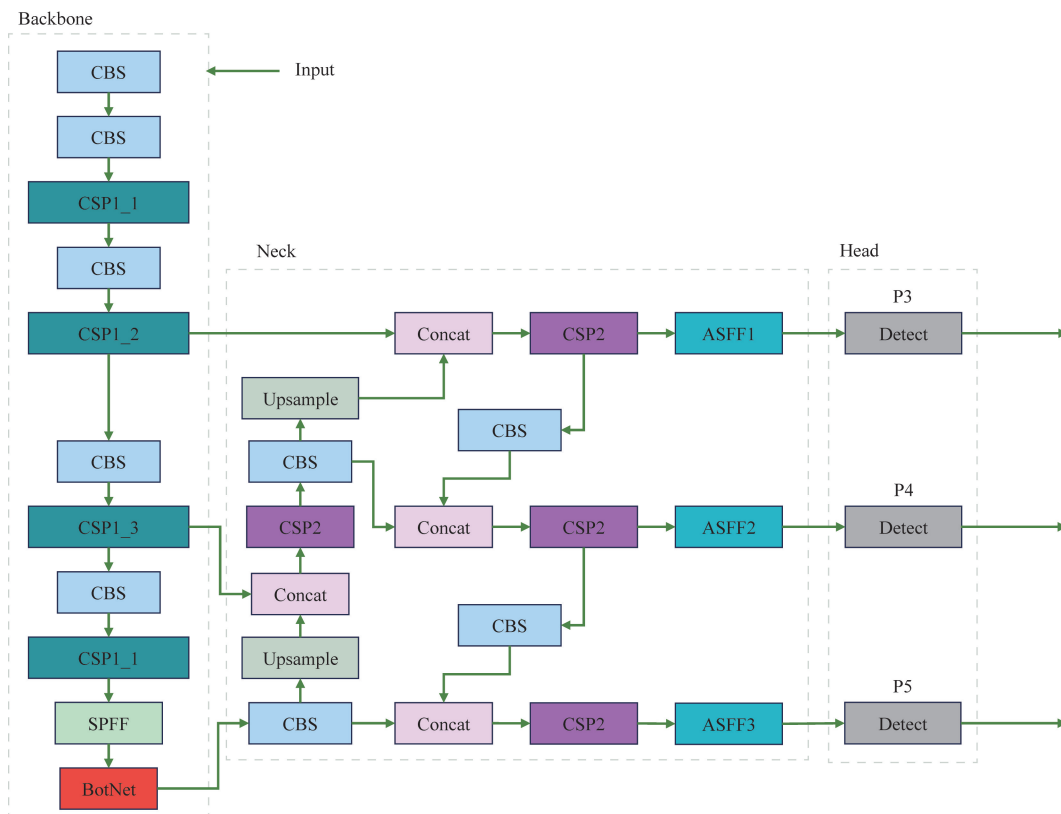 Backbone
CBS
Input
CBS
CSP1_1
CBS
CSP1_2
CBS
CSP1_3
CBS
CSP1_1
SPFF
BotNet
Neck
Concat
CSP2
ASFF1
Upsample
CBS
CBS
CSP2
Concat
CSP2
ASFF2
Concat
CBS
Upsample
CBS
Concat
CSP2
ASFF3
Head
P3
Detect
P4
Detect
P5
Detect